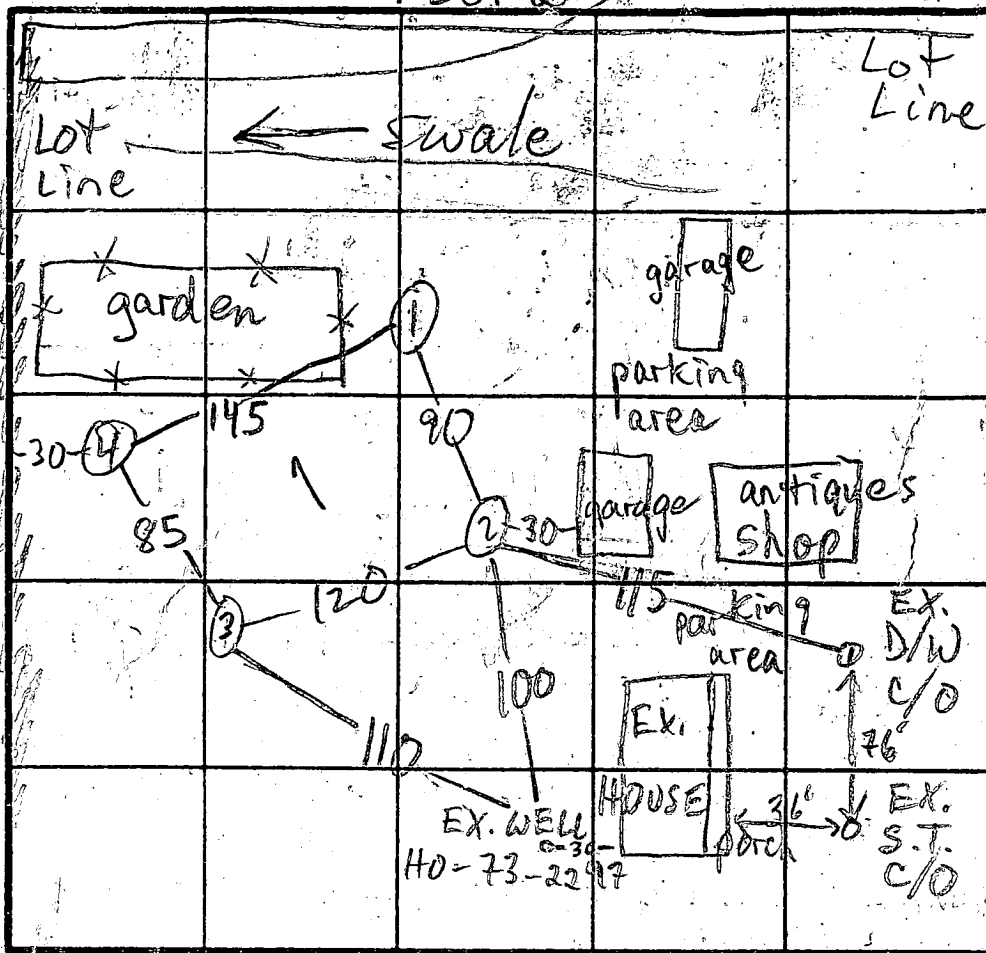 Lot
Line
Lot
Line
← Swale
garden
1
garage
parking
area
145
90
-30-
4
2
-30-
garage
antiques
shop
85
120
3
115
parking
area
1
EX.
D/W
C/O
100
76'
110
EX.
HOUSE
porch
36'
EX.
S.T.
C/O
EX. WELL
0-30-
HO-73-2297